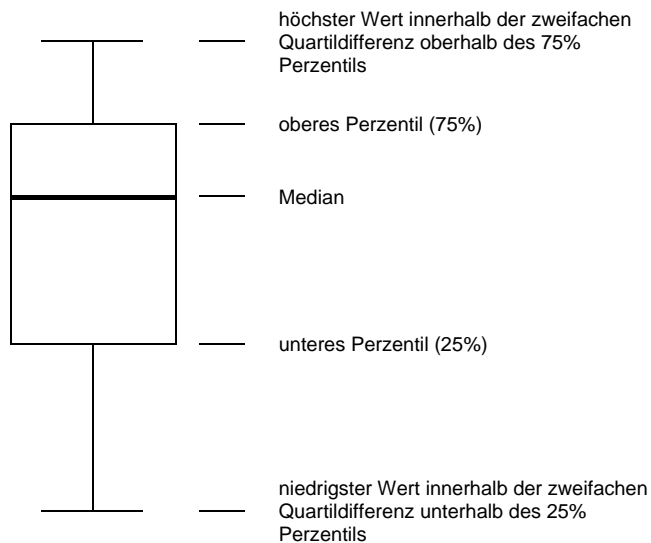 höchster Wert innerhalb der zweifachen
Quartildifferenz oberhalb des 75%
Perzentils
oberes Perzentil (75%)
Median
unteres Perzentil (25%)
niedrigster Wert innerhalb der zweifachen
Quartildifferenz unterhalb des 25%
Perzentils